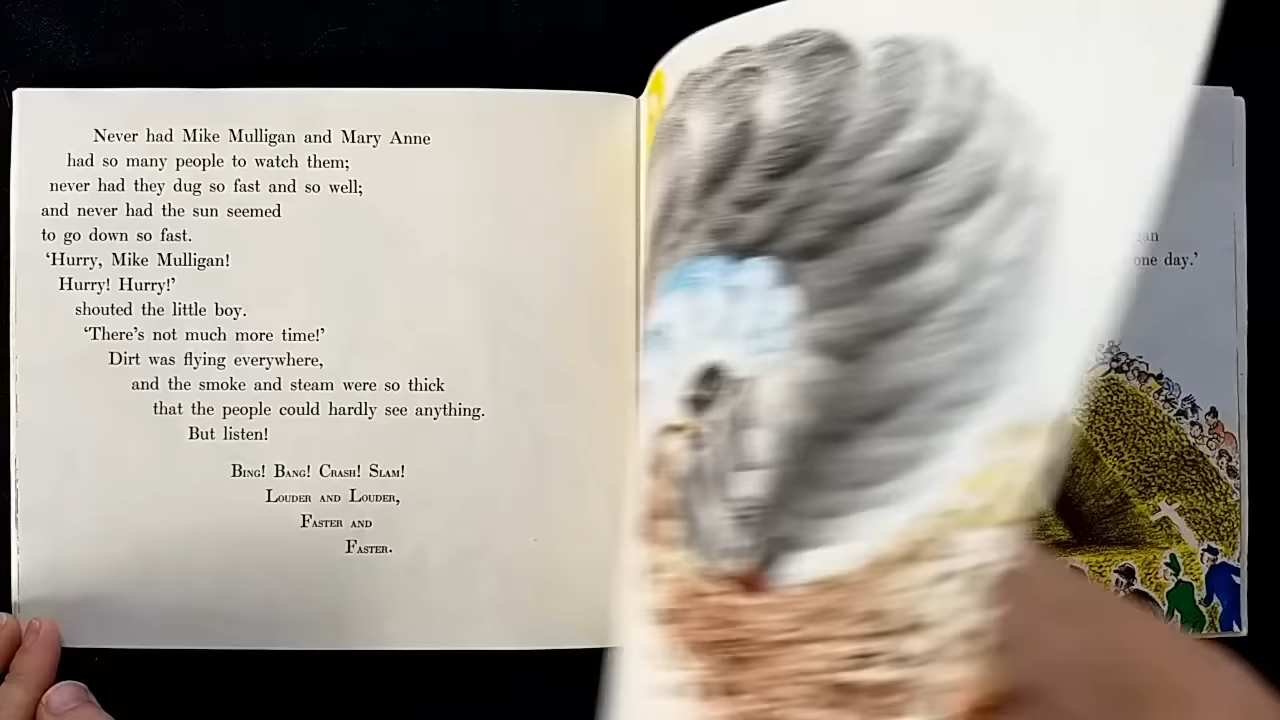 Never had Mike Mulligan and Mary Anne
had so many people to watch them;
never had they dug so fast and so well;
and never had the sun seemed
to go down so fast.
‘Hurry, Mike Mulligan!
Hurry! Hurry!’
shouted the little boy.
‘There’s not much more time!’
Dirt was flying everywhere,
and the smoke and steam were so thick
that the people could hardly see anything.
But listen!
Bing! Bang! Crash! Slam!
Louder and Louder,
Faster and
Faster.
one day.’